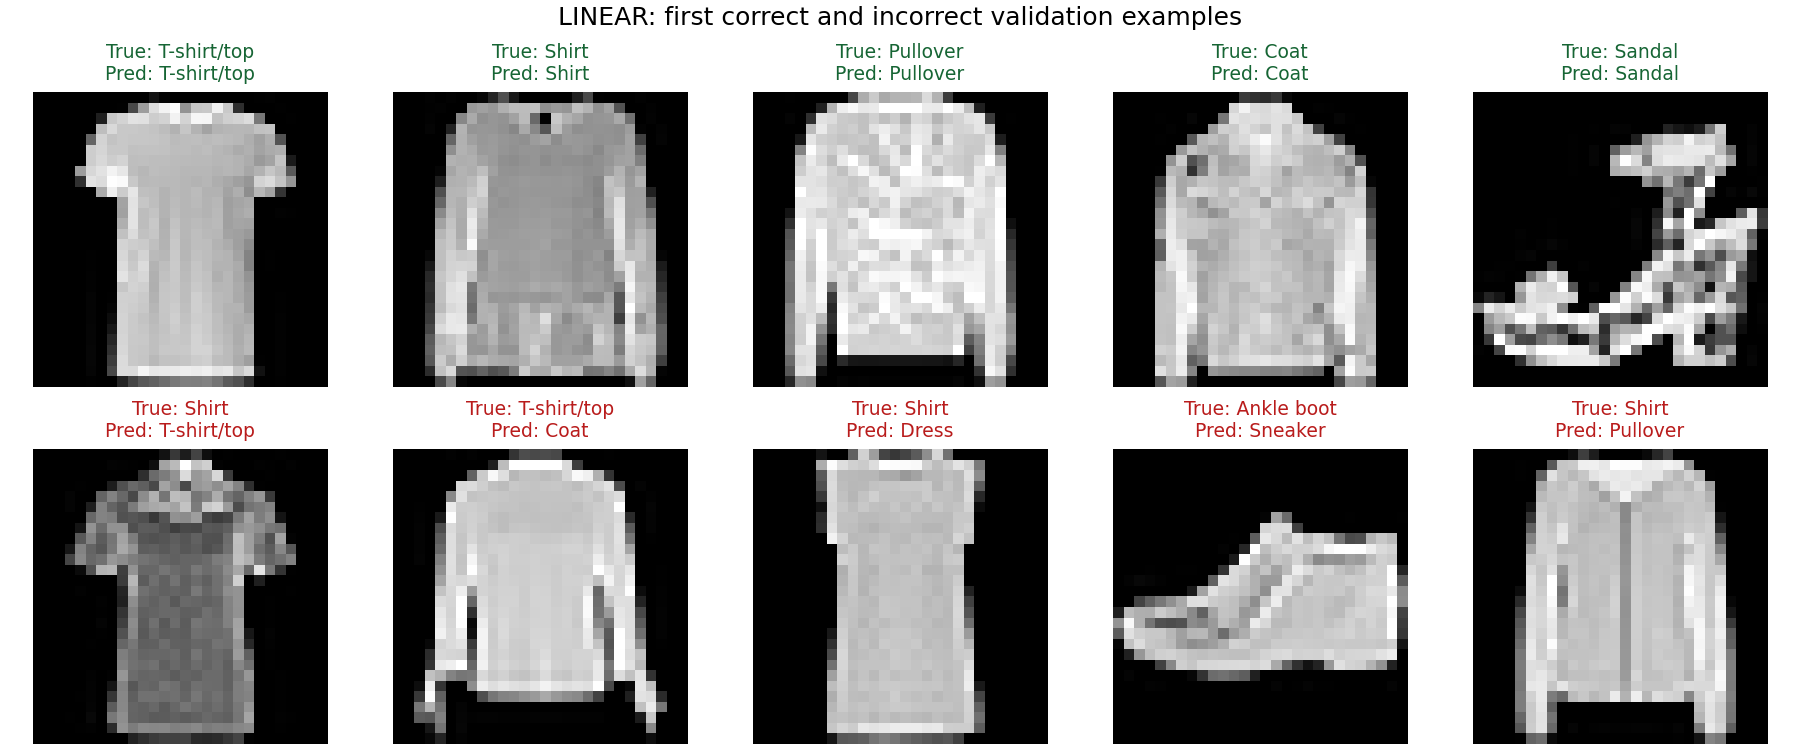 LINEAR: first correct and incorrect validation examples
True: T-shirt/top
Pred: T-shirt/top
True: Shirt
Pred: Shirt
True: Pullover
Pred: Pullover
True: Coat
Pred: Coat
True: Sandal
Pred: Sandal
True: Shirt
Pred: T-shirt/top
True: T-shirt/top
Pred: Coat
True: Shirt
Pred: Dress
True: Ankle boot
Pred: Sneaker
True: Shirt
Pred: Pullover